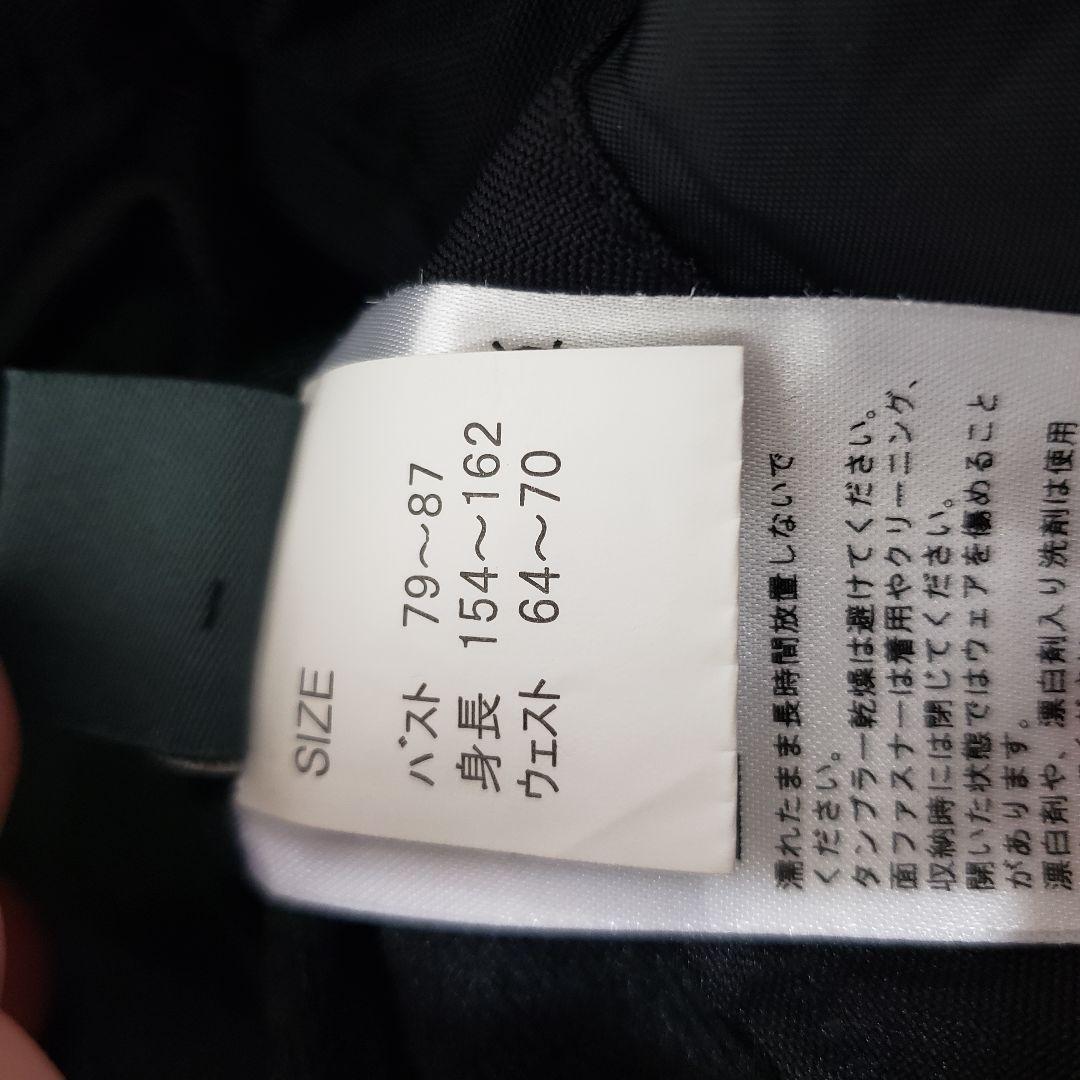 SIZE
バスト 79～87
身長 154～162
ウェスト 64～70
濡れたまま長時間放置しないで
ください。
タンブラー乾燥は避けてください。
面ファスナーは着用やクリーニング、
収納時には閉じてください。
開いた状態ではウェアを傷めること
があります。
漂白剤や、漂白剤入り洗剤は使用